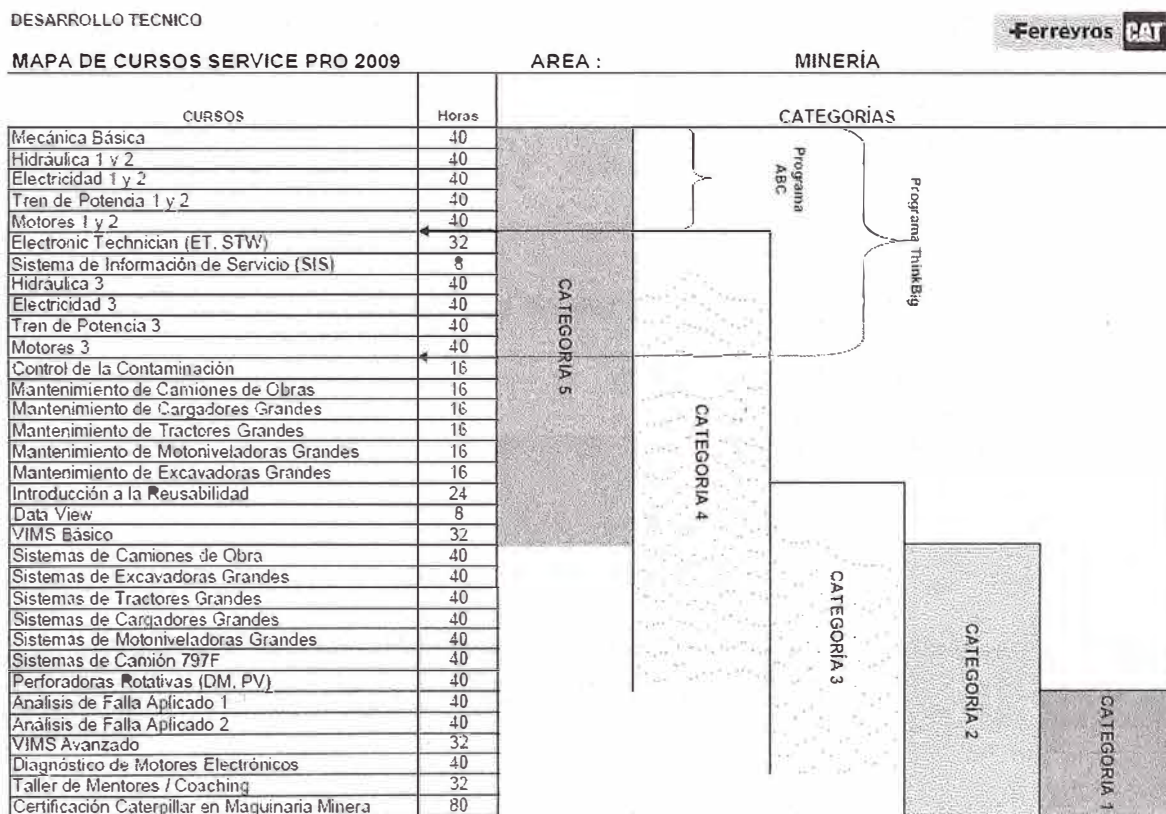 DESARROLLO TECNICO
Ferreyros CAT
MAPA DE CURSOS SERVICE PRO 2009 AREA : MINERÍA
CURSOS Horas CATEGORÍAS
Mecánica Básica 40
Hidráulica 1 y 2 40
Electricidad 1 y 2 40
Tren de Potencia 1 y 2 40
Motores 1 y 2 40
Electronic Technician (ET, STW) 32
Sistema de Información de Servicio (SIS) 8
Hidráulica 3 40
Electricidad 3 40
Tren de Potencia 3 40
Motores 3 40
Control de la Contaminación 16
Mantenimiento de Camiones de Obras 16
Mantenimiento de Cargadores Grandes 16
Mantenimiento de Tractores Grandes 16
Mantenimiento de Motoniveladoras Grandes 16
Mantenimiento de Excavadoras Grandes 16
Introducción a la Reusabilidad 24
Data View 8
VIMS Básico 32
Sistemas de Camiones de Obra 40
Sistemas de Excavadoras Grandes 40
Sistemas de Tractores Grandes 40
Sistemas de Cargadores Grandes 40
Sistemas de Motoniveladoras Grandes 40
Sistemas de Camión 797F 40
Perforadoras Rotativas (DM, PV) 40
Análisis de Falla Aplicado 1 40
Análisis de Falla Aplicado 2 40
VIMS Avanzado 32
Diagnóstico de Motores Electrónicos 40
Taller de Mentores / Coaching 32
Certificación Caterpillar en Maquinaria Minera 80
Programa
ABC
Programa ThinkBig
CATEGORIA 5
CATEGORIA 4
CATEGORÍA 3
CATEGORÍA 2
CATEGORIA 1